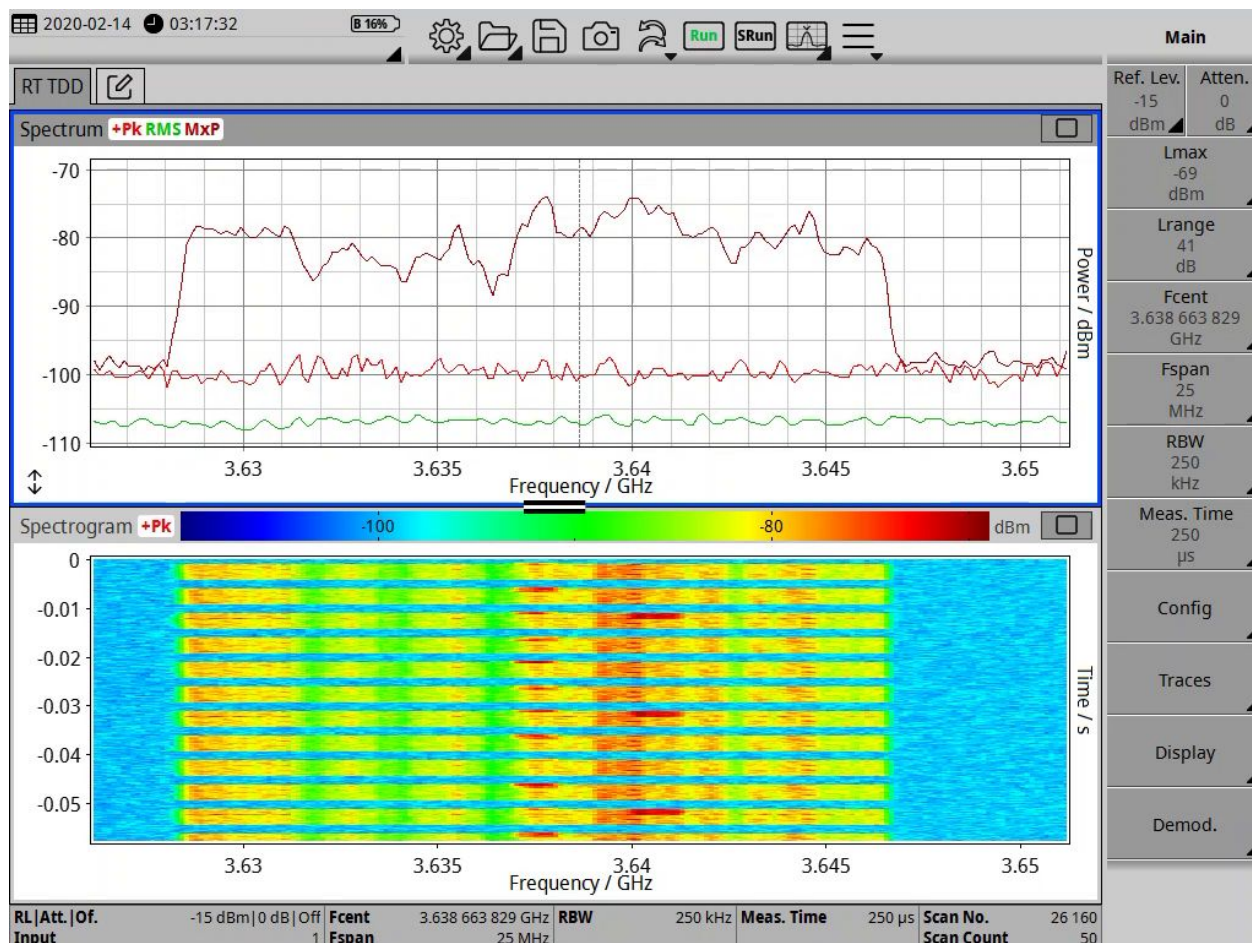 2020-02-14 03:17:32 B 16% Run SRun Main
RT TDD
Ref. Lev. Atten.
-15 0
dBm dB
Spectrum +Pk RMS MxP
Lmax
-69
dBm
Lrange
41
dB
Fcent
3.638 663 829
GHz
Fspan
25
MHz
RBW
250
kHz
Meas. Time
250
µs
Config
Traces
Display
Demod.
-70
-80
-90
-100
-110
Power / dBm
3.63 3.635 3.64 3.645 3.65
Frequency / GHz
Spectrogram +Pk -100 -80 dBm
0
-0.01
-0.02
-0.03
-0.04
-0.05
Time / s
3.63 3.635 3.64 3.645 3.65
Frequency / GHz
RL|Att.|Of. -15 dBm|0 dB|Off Fcent 3.638 663 829 GHz RBW 250 kHz Meas. Time 250 µs Scan No. 26 160
Input 1 Fspan 25 MHz Scan Count 50